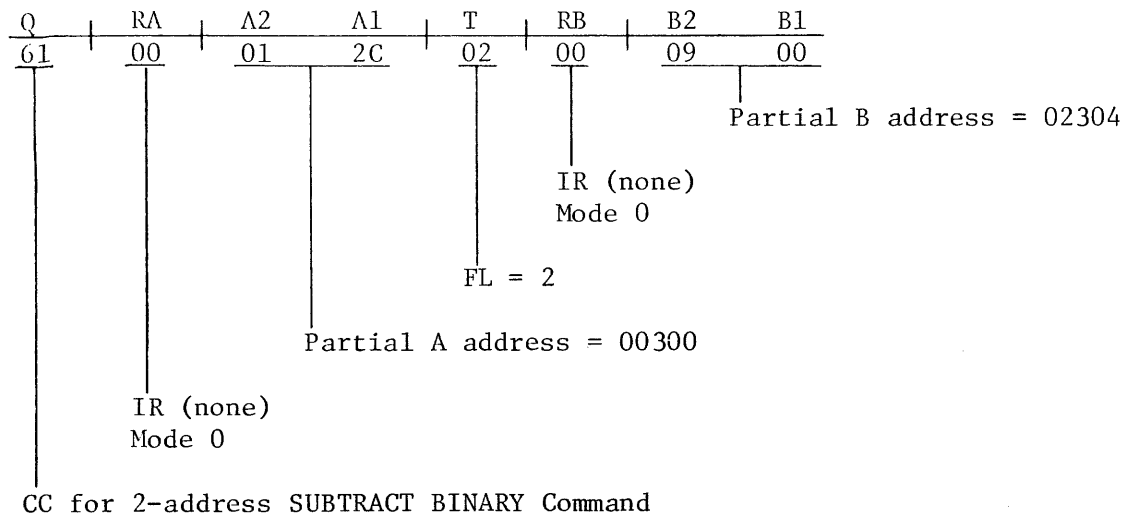 Q RA A2 A1 T RB B2 B1
61 00 01 2C 02 00 09 00
Partial B address = 02304
IR (none)
Mode 0
FL = 2
Partial A address = 00300
IR (none)
Mode 0
CC for 2-address SUBTRACT BINARY Command